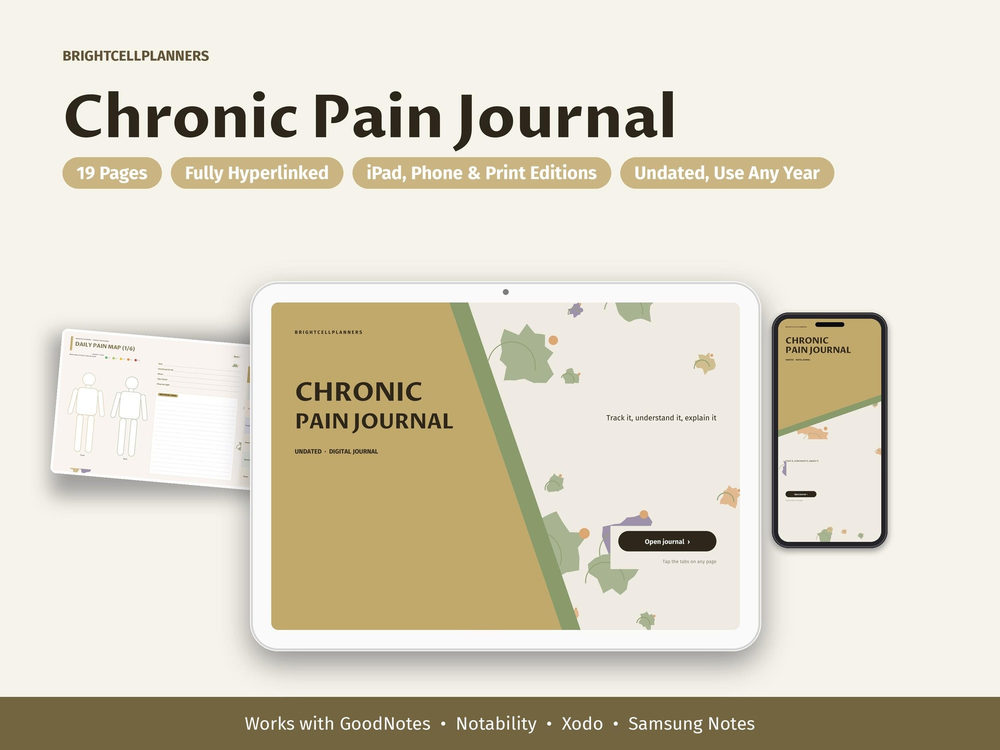 BRIGHTCELLPLANNERS
Chronic Pain Journal
19 Pages
Fully Hyperlinked
iPad, Phone & Print Editions
Undated, Use Any Year
DAILY PAIN MAP (1/6)
BRIGHTCELLPLANNERS
CHRONIC
PAIN JOURNAL
UNDATED · DIGITAL JOURNAL
Track it, understand it, explain it
Open journal ›
Tap the tabs on any page
CHRONIC
PAIN JOURNAL
Works with GoodNotes • Notability • Xodo • Samsung Notes